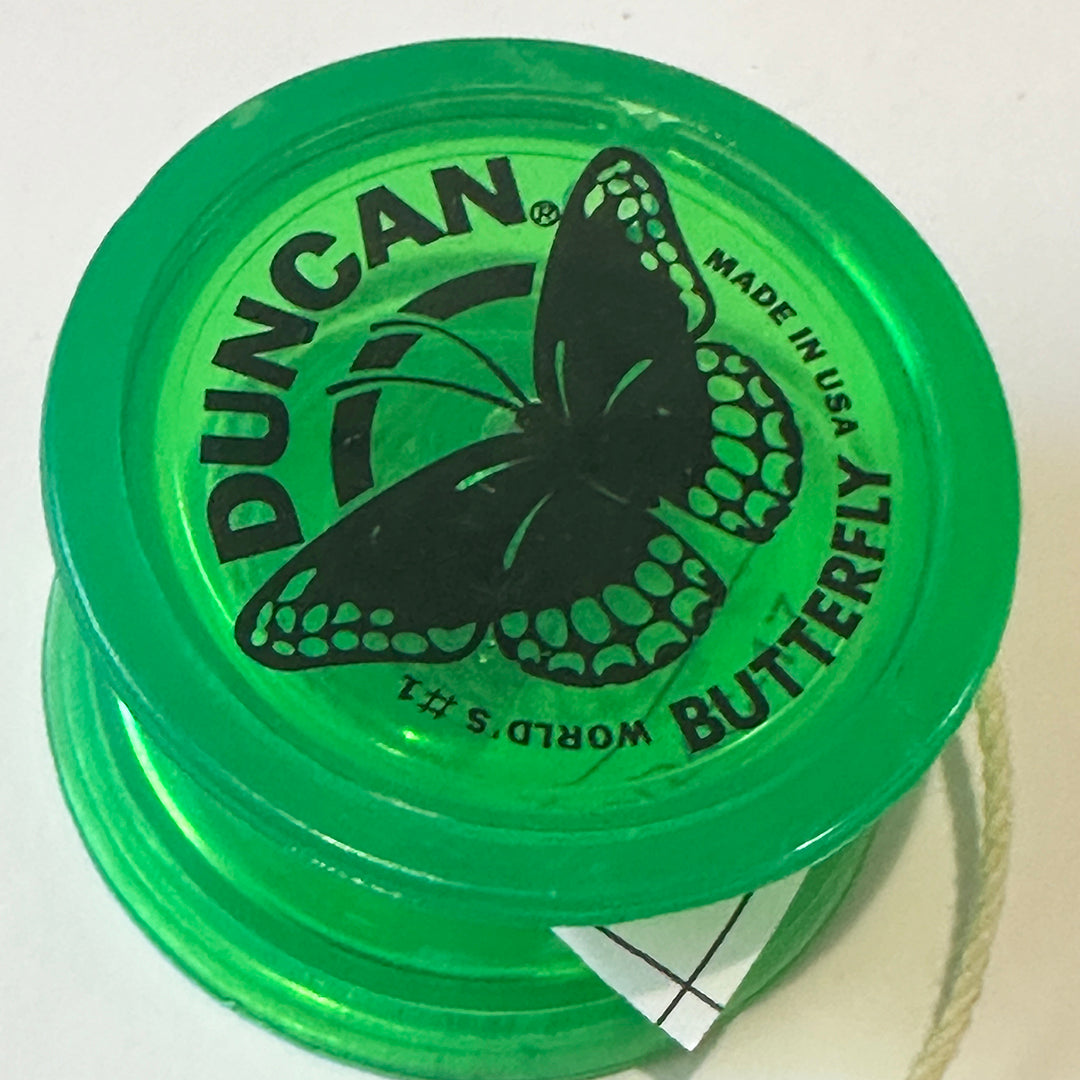 DUNCAN®
MADE IN USA
BUTTERFLY
WORLD'S #1